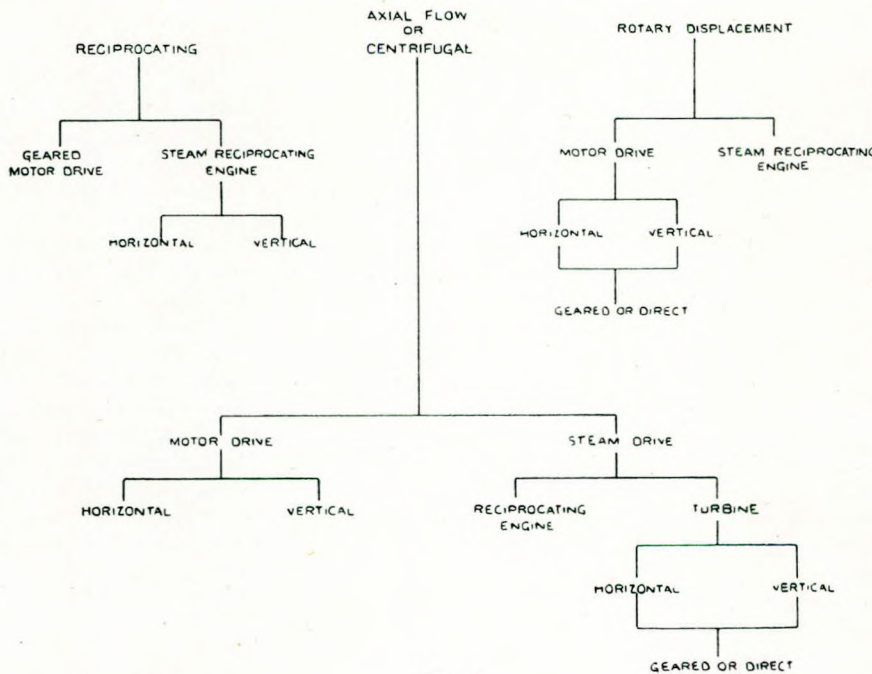 RECIPROCATING
GEARED
MOTOR DRIVE
STEAM RECIPROCATING
ENGINE
HORIZONTAL
VERTICAL
AXIAL FLOW
OR
CENTRIFUGAL
MOTOR DRIVE
HORIZONTAL
VERTICAL
STEAM DRIVE
RECIPROCATING
ENGINE
TURBINE
HORIZONTAL
VERTICAL
GEARED OR DIRECT
ROTARY DISPLACEMENT
MOTOR DRIVE
HORIZONTAL
VERTICAL
GEARED OR DIRECT
STEAM RECIPROCATING
ENGINE